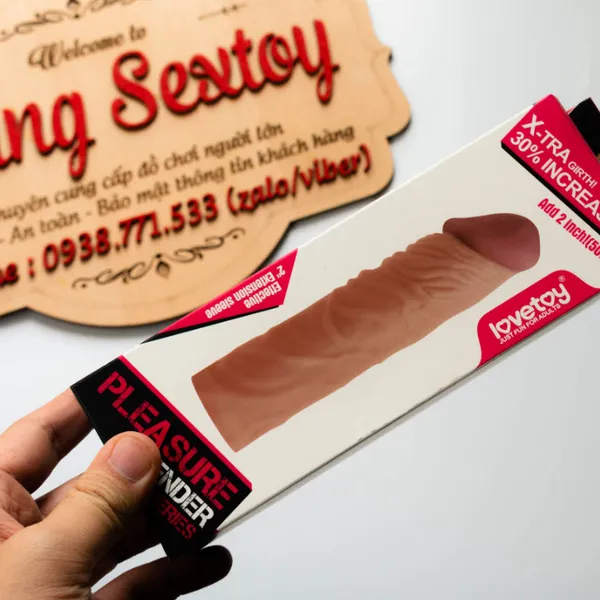 Welcome to
ng Sextoy
cung cấp đồ chơi người lớn
An toàn - Bảo mật thông tin khách hàng
: 0938.771.533 (zalo/viber)
X-TRA GIRTH!
30% INCREAS
Add 2 inch!(50
Effective
2" Extension sleeve
lovetoy®
JUST FUN FOR ADULTS
PLEASURE
ENDER
SERIES